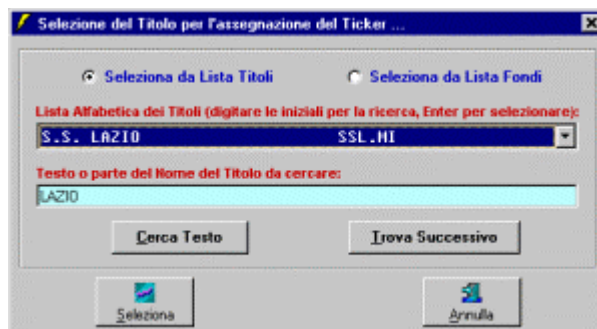 Selezione del Titolo per l'assegnazione del Ticker ...
Seleziona da Lista Titoli Seleziona da Lista Fondi
Lista Alfabetica dei Titoli (digitare le iniziali per la ricerca, Enter per selezionare):
S.S. LAZIO SSL.MI
Testo o parte del Nome del Titolo da cercare:
LAZIO
Cerca Testo Trova Successivo
Seleziona Annulla